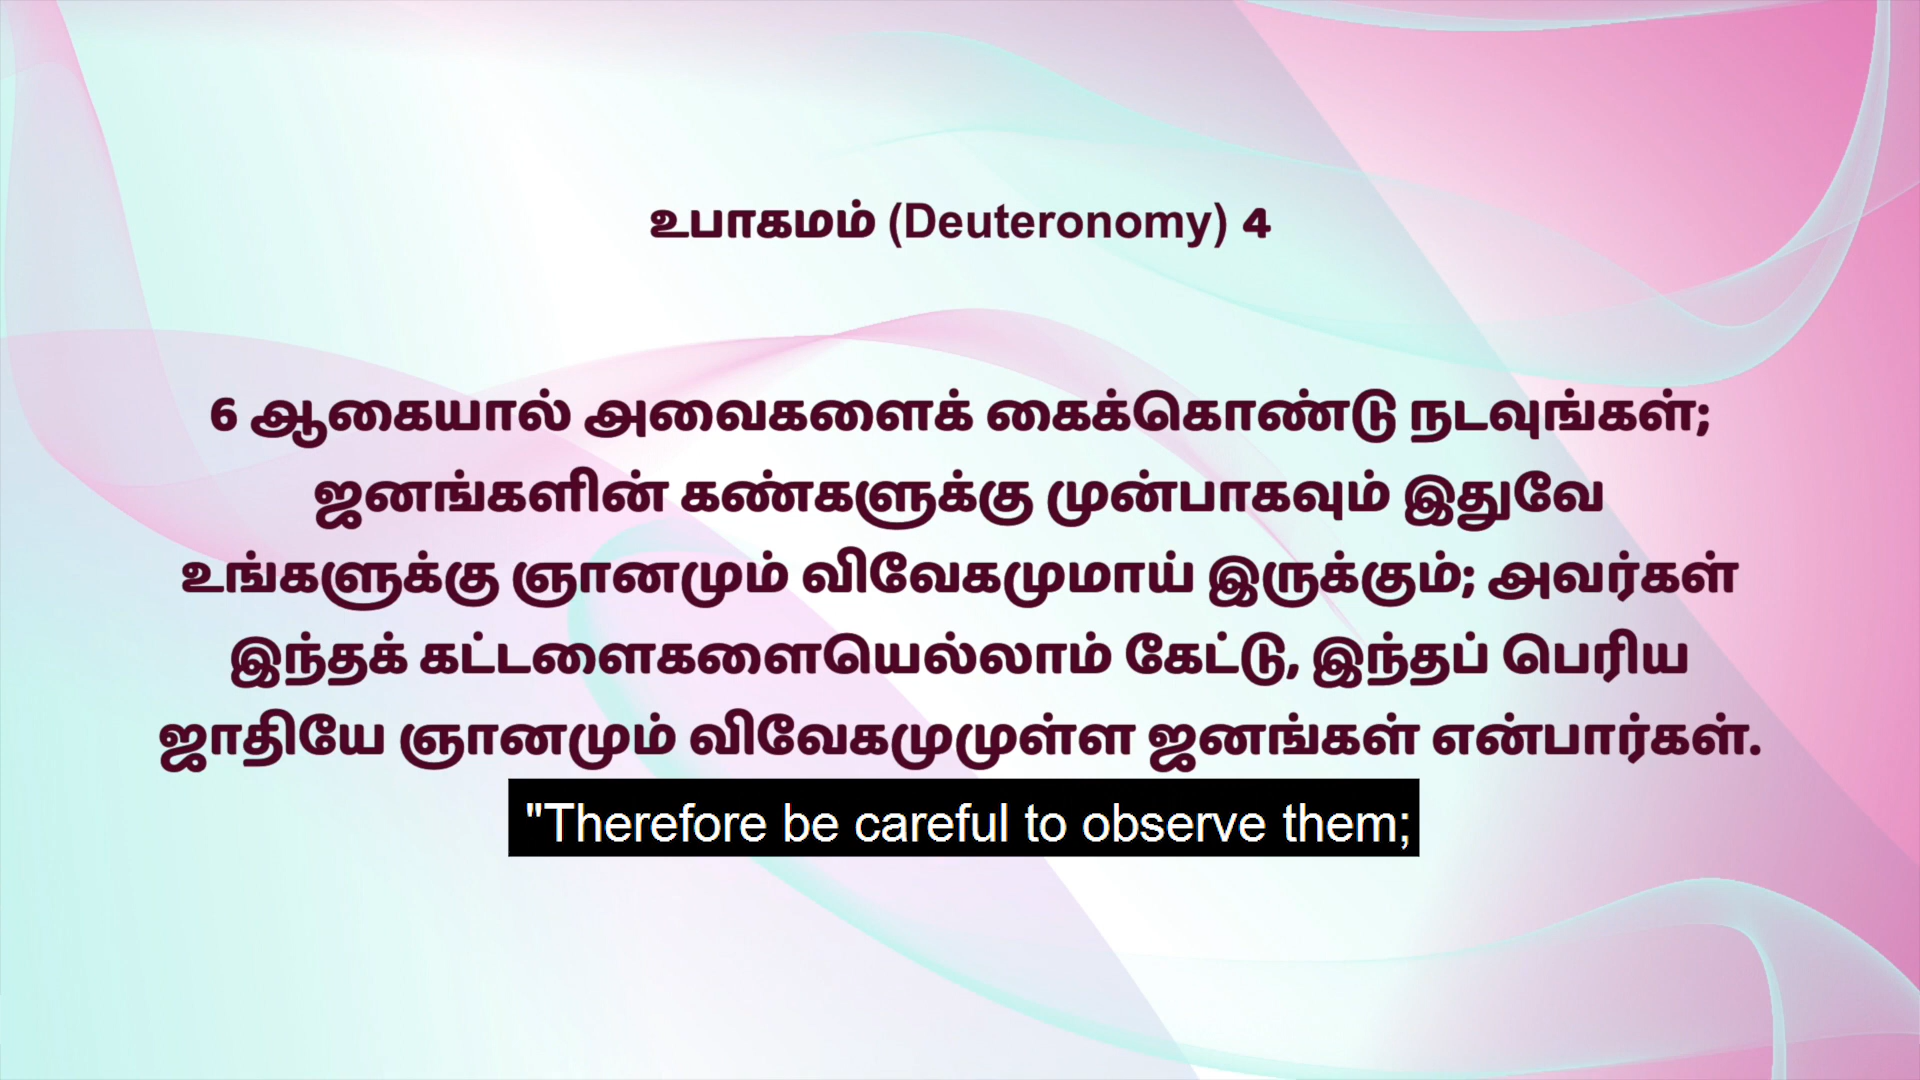 உபாகமம் (Deuteronomy) 4
6 ஆகையால் அவைகளைக் கைக்கொண்டு நடவுங்கள்;
ஜனங்களின் கண்களுக்கு முன்பாகவும் இதுவே
உங்களுக்கு ஞானமும் விவேகமுமாய் இருக்கும்; அவர்கள்
இந்தக் கட்டளைகளையெல்லாம் கேட்டு, இந்தப் பெரிய
ஜாதியே ஞானமும் விவேகமுமுள்ள ஜனங்கள் என்பார்கள்.
"Therefore be careful to observe them;